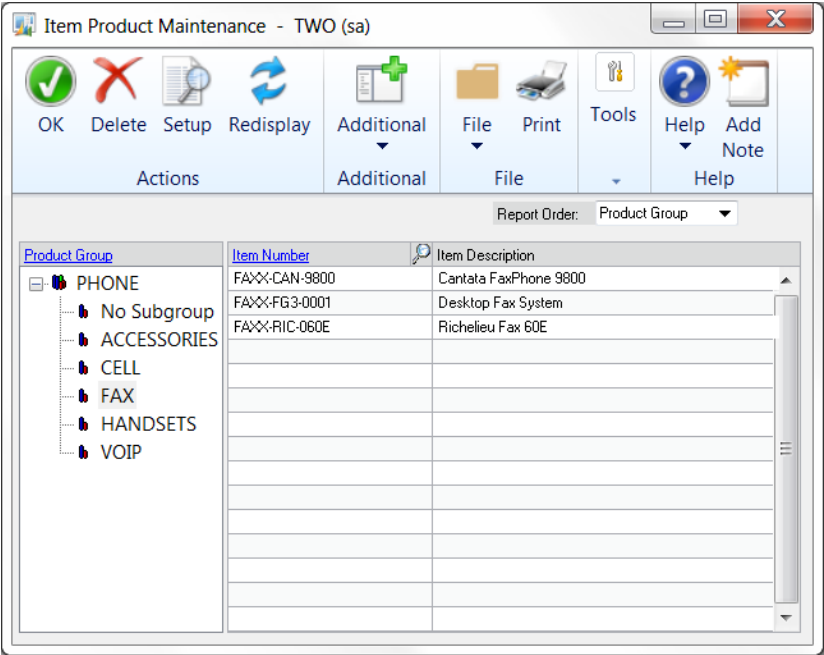 Item Product Maintenance - TWO (sa)
OK Delete Setup Redisplay Additional File Print Tools Help Add Note
Actions Additional File Help
Report Order: Product Group
Product Group Item Number Item Description
PHONE
No Subgroup
ACCESSORIES
CELL
FAX
HANDSETS
VOIP
FAXX-CAN-9800 Cantata FaxPhone 9800
FAXX-FG3-0001 Desktop Fax System
FAXX-RIC-060E Richelieu Fax 60E